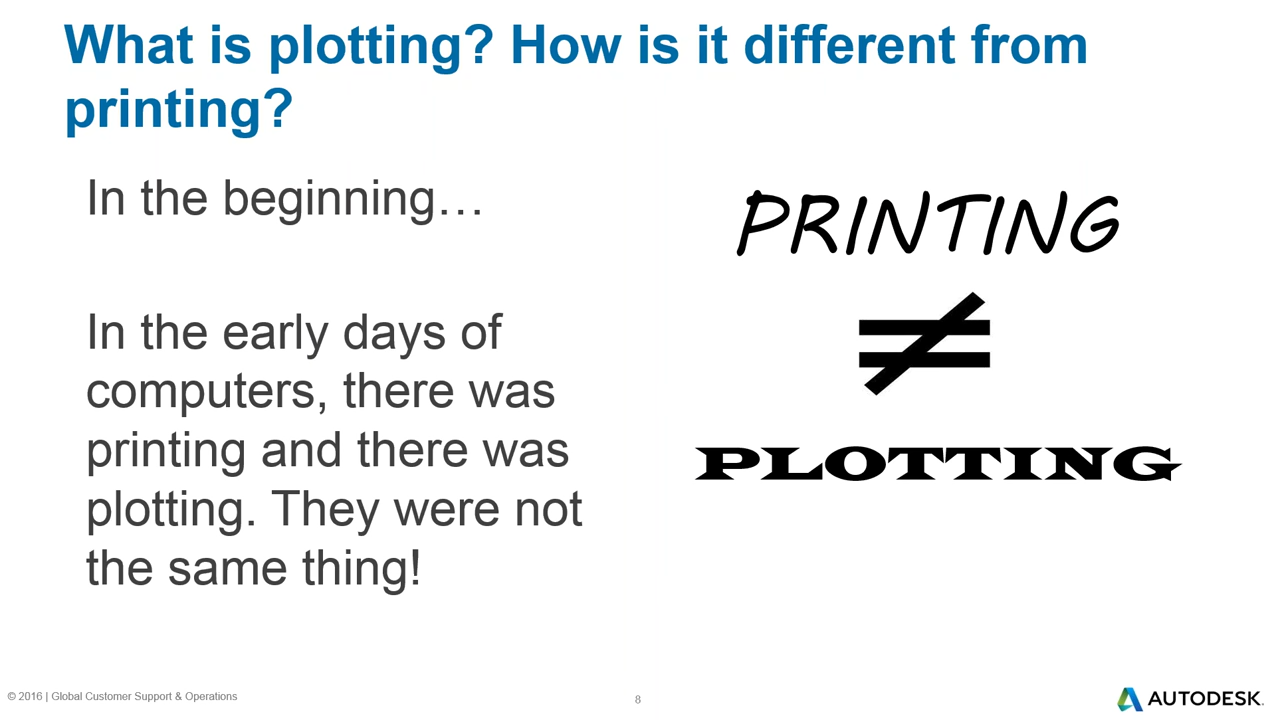 What is plotting? How is it different from
printing?
In the beginning…
In the early days of
computers, there was
printing and there was
plotting. They were not
the same thing!
PRINTING
≠
PLOTTING
© 2016 | Global Customer Support & Operations
8
AUTODESK.